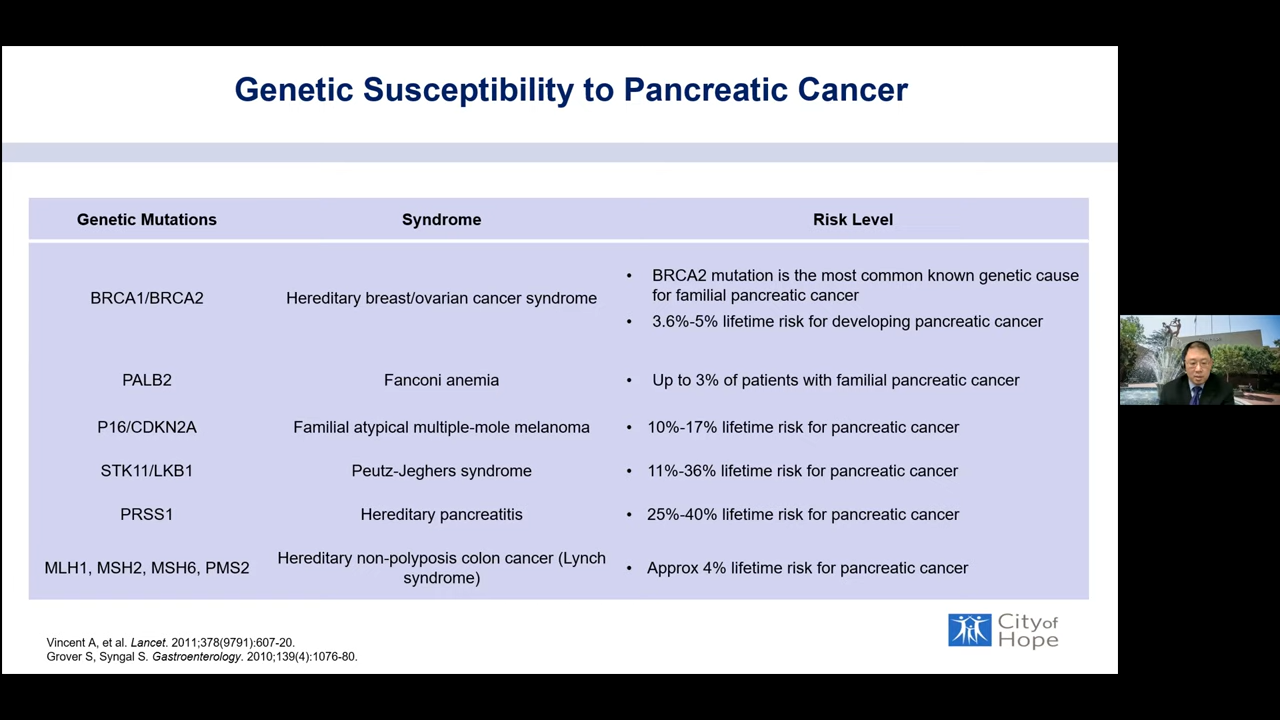 Genetic Susceptibility to Pancreatic Cancer
Genetic Mutations
Syndrome
Risk Level
BRCA1/BRCA2
Hereditary breast/ovarian cancer syndrome
• BRCA2 mutation is the most common known genetic cause
for familial pancreatic cancer
• 3.6%-5% lifetime risk for developing pancreatic cancer
PALB2
Fanconi anemia
• Up to 3% of patients with familial pancreatic cancer
P16/CDKN2A
Familial atypical multiple-mole melanoma
• 10%-17% lifetime risk for pancreatic cancer
STK11/LKB1
Peutz-Jeghers syndrome
• 11%-36% lifetime risk for pancreatic cancer
PRSS1
Hereditary pancreatitis
• 25%-40% lifetime risk for pancreatic cancer
MLH1, MSH2, MSH6, PMS2
Hereditary non-polyposis colon cancer (Lynch
syndrome)
• Approx 4% lifetime risk for pancreatic cancer
Vincent A, et al. Lancet. 2011;378(9791):607-20.
Grover S, Syngal S. Gastroenterology. 2010;139(4):1076-80.
City of
Hope